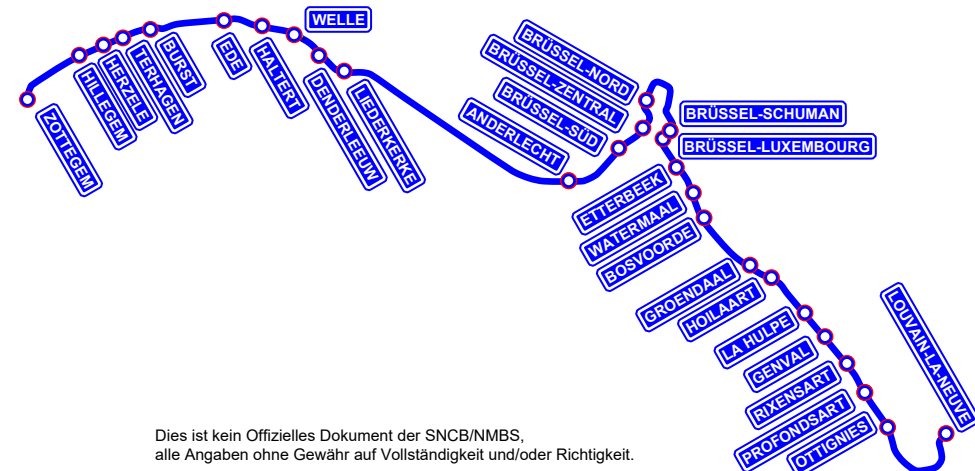 ZOTTEGEM
HILLEGEM
HERZELE
TERHAGEN
BURST
EDE
HALTERT
WELLE
DENDERLEEUW
LIEDERKERKE
ANDERLECHT
BRÜSSEL-SÜD
BRÜSSEL-ZENTRAL
BRÜSSEL-NORD
BRÜSSEL-SCHUMAN
BRÜSSEL-LUXEMBOURG
ETTERBEEK
WATERMAAL
BOSVOORDE
GROENDAAL
HOILAART
LA HULPE
GENVAL
RIXENSART
PROFONDSART
OTTIGNIES
LOUVAIN-LA-NEUVE
Dies ist kein Offizielles Dokument der SNCB/NMBS,
alle Angaben ohne Gewähr auf Vollständigkeit und/oder Richtigkeit.